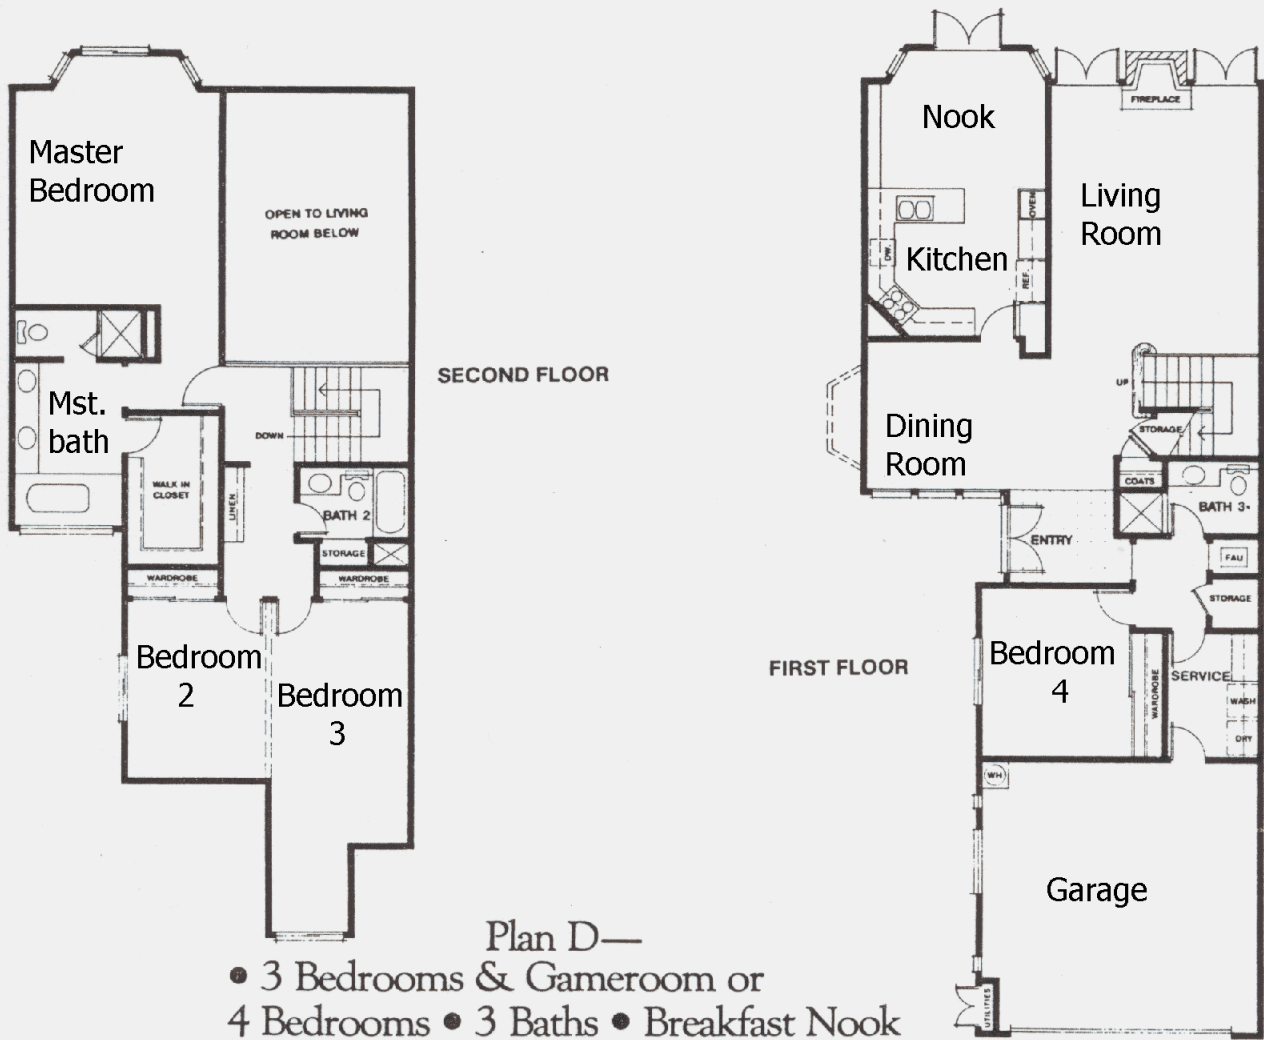 Master
Bedroom
OPEN TO LIVING
ROOM BELOW
Mst.
bath
WALK IN
CLOSET
DOWN
LINEN
BATH 2
STORAGE
WARDROBE
WARDROBE
Bedroom
2
Bedroom
3
SECOND FLOOR
Nook
FIREPLACE
Living
Room
OVEN
Kitchen
DW.
REF.
UP
Dining
Room
STORAGE
COATS
BATH 3
ENTRY
FAU
STORAGE
Bedroom
4
WARDROBE
SERVICE
WASH
DRY
WH
Garage
UTILITIES
FIRST FLOOR
Plan D—
• 3 Bedrooms & Gameroom or
4 Bedrooms • 3 Baths • Breakfast Nook